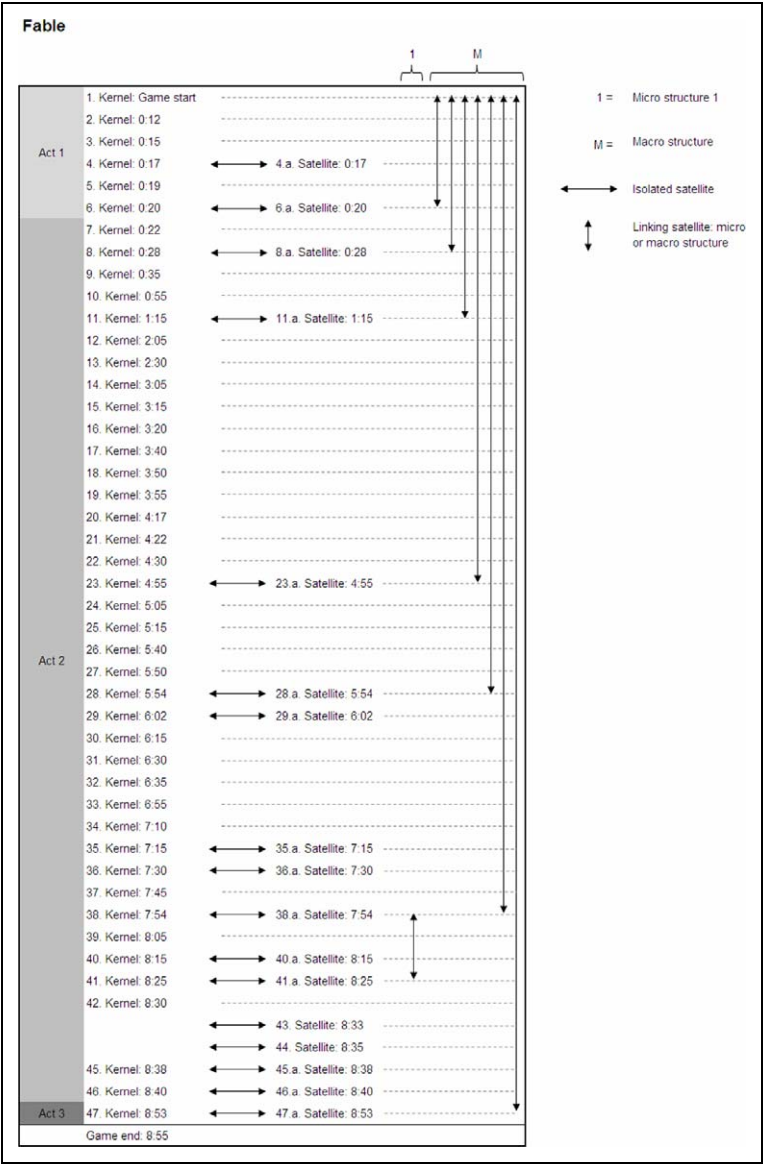 Fable
1 M
1. Kernel: Game start
2. Kernel: 0:12
3. Kernel: 0:15
Act 1
4. Kernel: 0:17 4.a. Satellite: 0:17
5. Kernel: 0:19
6. Kernel: 0:20 6.a. Satellite: 0:20
7. Kernel: 0:22
8. Kernel: 0:28 8.a. Satellite: 0:28
9. Kernel: 0:35
10. Kernel: 0:55
11. Kernel: 1:15 11.a. Satellite: 1:15
12. Kernel: 2:05
13. Kernel: 2:30
14. Kernel: 3:05
15. Kernel: 3:15
16. Kernel: 3:20
17. Kernel: 3:40
18. Kernel: 3:50
19. Kernel: 3:55
20. Kernel: 4:17
21. Kernel: 4:22
22. Kernel: 4:30
23. Kernel: 4:55 23.a. Satellite: 4:55
24. Kernel: 5:05
25. Kernel: 5:15
26. Kernel: 5:40
Act 2
27. Kernel: 5:50
28. Kernel: 5:54 28.a. Satellite: 5:54
29. Kernel: 6:02 29.a. Satellite: 6:02
30. Kernel: 6:15
31. Kernel: 6:30
32. Kernel: 6:35
33. Kernel: 6:55
34. Kernel: 7:10
35. Kernel: 7:15 35.a. Satellite: 7:15
36. Kernel: 7:30 36.a. Satellite: 7:30
37. Kernel: 7:45
38. Kernel: 7:54 38.a. Satellite: 7:54
39. Kernel: 8:05
40. Kernel: 8:15 40.a. Satellite: 8:15
41. Kernel: 8:25 41.a. Satellite: 8:25
42. Kernel: 8:30
43. Satellite: 8:33
44. Satellite: 8:35
45. Kernel: 8:38 45.a. Satellite: 8:38
46. Kernel: 8:40 46.a. Satellite: 8:40
Act 3 47. Kernel: 8:53 47.a. Satellite: 8:53
Game end: 8:55
1 = Micro structure 1
M = Macro structure
Isolated satellite
Linking satellite: micro
or macro structure